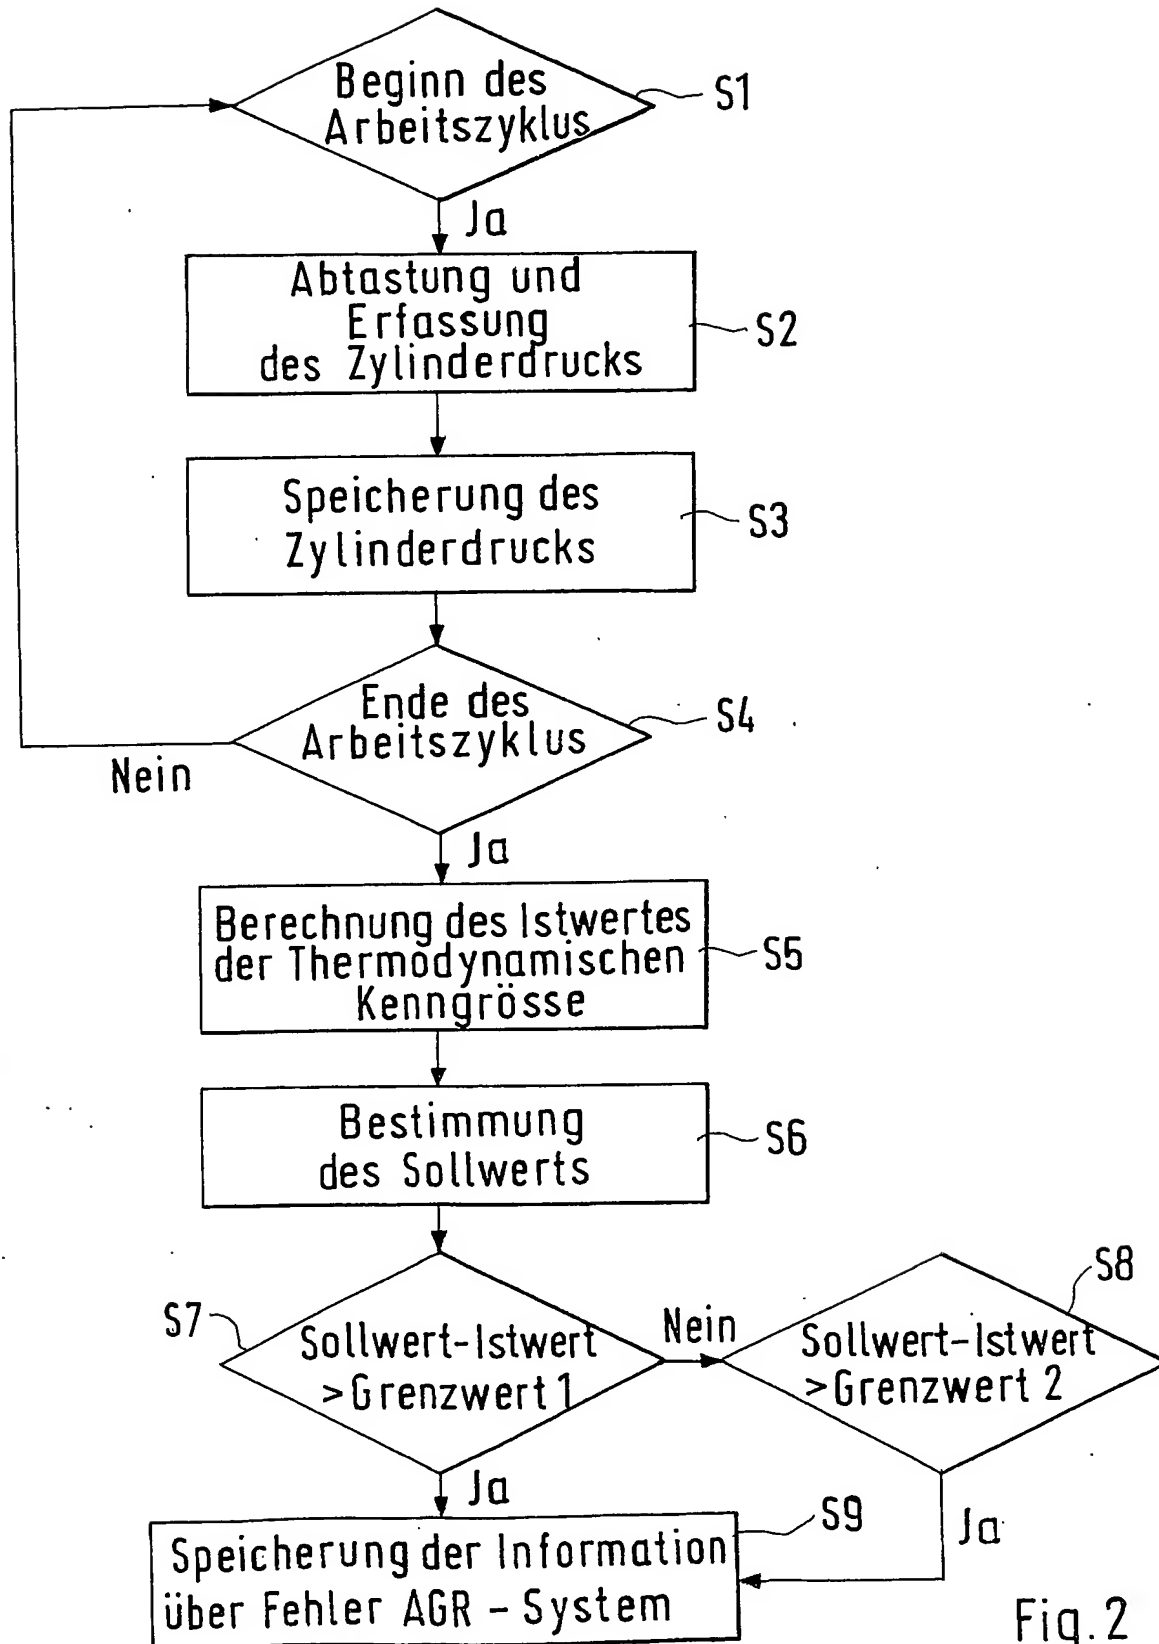 Beginn des
Arbeitszyklus
S1
Ja
Abtastung und
Erfassung
des Zylinderdrucks
S2
Speicherung des
Zylinderdrucks
S3
Ende des
Arbeitszyklus
S4
Nein
Ja
Berechnung des Istwertes
der Thermodynamischen
Kenngrösse
S5
Bestimmung
des Sollwerts
S6
S7
Sollwert-Istwert
>Grenzwert 1
Nein
S8
Sollwert-Istwert
>Grenzwert 2
Ja
Ja
S9
Speicherung der Information
über Fehler AGR - System
Fig. 2